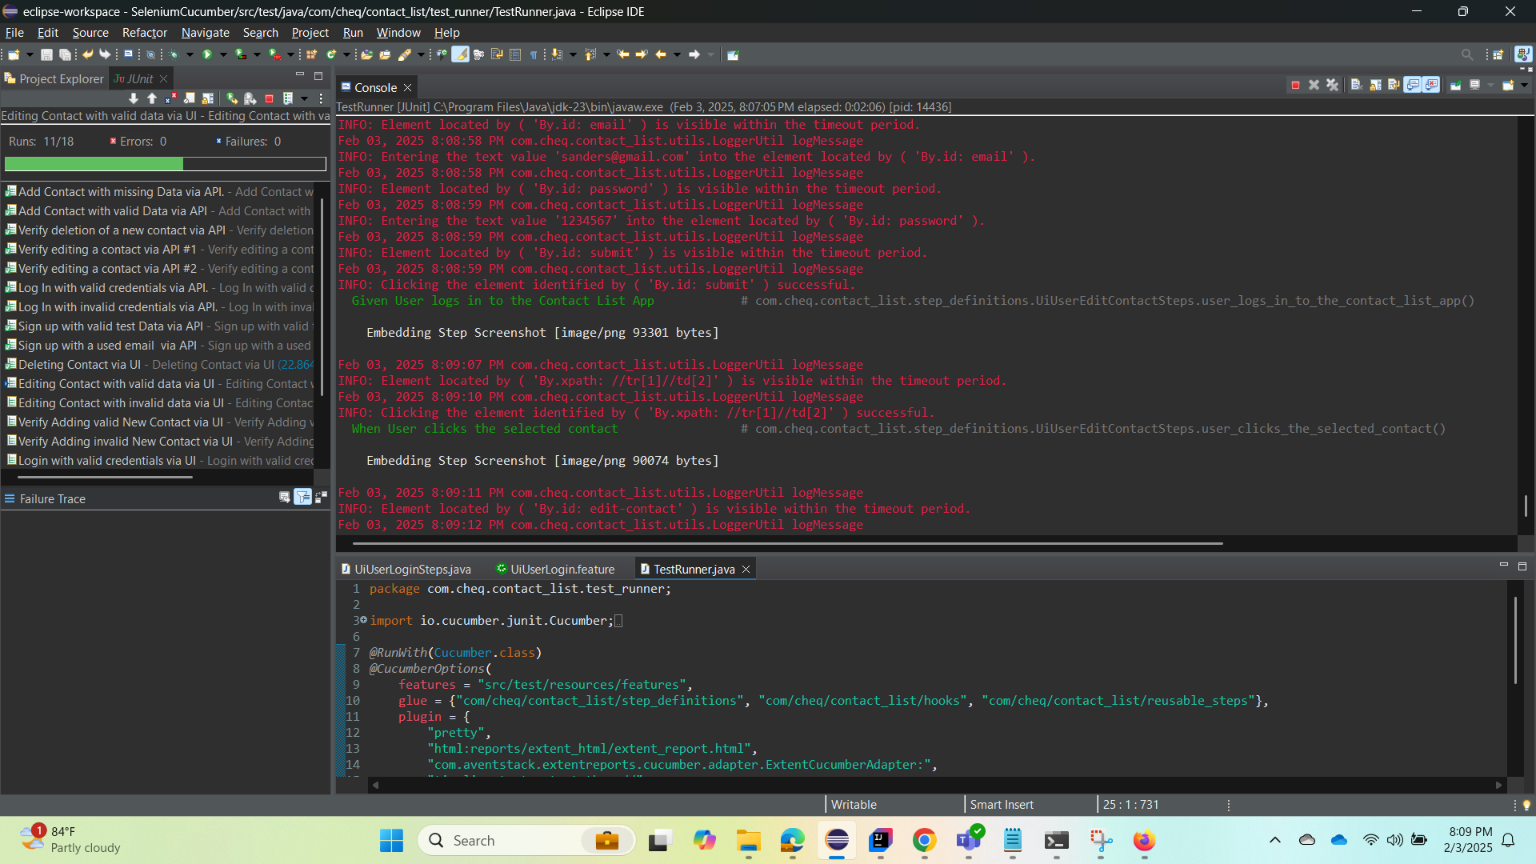 eclipse-workspace - SeleniumCucumber/src/test/java/com/cheq/contact_list/test_runner/TestRunner.java - Eclipse IDE
File Edit Source Refactor Navigate Search Project Run Window Help
Project Explorer
JUnit
Editing Contact with valid data via UI - Editing Contact with va
Runs: 11/18 Errors: 0 Failures: 0
Add Contact with missing Data via API. - Add Contact w
Add Contact with valid Data via API - Add Contact with
Verify deletion of a new contact via API - Verify deletion
Verify editing a contact via API #1 - Verify editing a cont
Verify editing a contact via API #2 - Verify editing a cont
Log In with valid credentials via API. - Log In with valid c
Log In with invalid credentials via API. - Log In with inval
Sign up with valid test Data via API - Sign up with valid
Sign up with a used email via API - Sign up with a used
Deleting Contact via UI - Deleting Contact via UI (22.864
Editing Contact with valid data via UI - Editing Contact
Editing Contact with invalid data via UI - Editing Contac
Verify Adding valid New Contact via UI - Verify Adding
Verify Adding invalid New Contact via UI - Verify Adding
Login with valid credentials via UI - Login with valid cred
Failure Trace
Console
TestRunner [JUnit] C:\Program Files\Java\jdk-23\bin\javaw.exe (Feb 3, 2025, 8:07:05 PM elapsed: 0:02:06) [pid: 14436]
INFO: Element located by ( 'By.id: email' ) is visible within the timeout period.
Feb 03, 2025 8:08:58 PM com.cheq.contact_list.utils.LoggerUtil logMessage
INFO: Entering the text value 'sanders@gmail.com' into the element located by ( 'By.id: email' ).
Feb 03, 2025 8:08:58 PM com.cheq.contact_list.utils.LoggerUtil logMessage
INFO: Element located by ( 'By.id: password' ) is visible within the timeout period.
Feb 03, 2025 8:08:59 PM com.cheq.contact_list.utils.LoggerUtil logMessage
INFO: Entering the text value '1234567' into the element located by ( 'By.id: password' ).
Feb 03, 2025 8:08:59 PM com.cheq.contact_list.utils.LoggerUtil logMessage
INFO: Element located by ( 'By.id: submit' ) is visible within the timeout period.
Feb 03, 2025 8:08:59 PM com.cheq.contact_list.utils.LoggerUtil logMessage
INFO: Clicking the element identified by ( 'By.id: submit' ) successful.
Given User logs in to the Contact List App # com.cheq.contact_list.step_definitions.UiUserEditContactSteps.user_logs_in_to_the_contact_list_app()
Embedding Step Screenshot [image/png 93301 bytes]
Feb 03, 2025 8:09:07 PM com.cheq.contact_list.utils.LoggerUtil logMessage
INFO: Element located by ( 'By.xpath: //tr[1]//td[2]' ) is visible within the timeout period.
Feb 03, 2025 8:09:10 PM com.cheq.contact_list.utils.LoggerUtil logMessage
INFO: Clicking the element identified by ( 'By.xpath: //tr[1]//td[2]' ) successful.
When User clicks the selected contact # com.cheq.contact_list.step_definitions.UiUserEditContactSteps.user_clicks_the_selected_contact()
Embedding Step Screenshot [image/png 90074 bytes]
Feb 03, 2025 8:09:11 PM com.cheq.contact_list.utils.LoggerUtil logMessage
INFO: Element located by ( 'By.id: edit-contact' ) is visible within the timeout period.
Feb 03, 2025 8:09:12 PM com.cheq.contact_list.utils.LoggerUtil logMessage
UiUserLoginSteps.java UiUserLogin.feature TestRunner.java
1 package com.cheq.contact_list.test_runner;
2
3 import io.cucumber.junit.Cucumber;
6
7 @RunWith(Cucumber.class)
8 @CucumberOptions(
9 features = "src/test/resources/features",
10 glue = {"com/cheq/contact_list/step_definitions", "com/cheq/contact_list/hooks", "com/cheq/contact_list/reusable_steps"},
11 plugin = {
12 "pretty",
13 "html:reports/extent_html/extent_report.html",
14 "com.aventstack.extentreports.cucumber.adapter.ExtentCucumberAdapter:",
Writable Smart Insert 25 : 1 : 731
1
84°F
Partly cloudy
Search
8:09 PM
2/3/2025